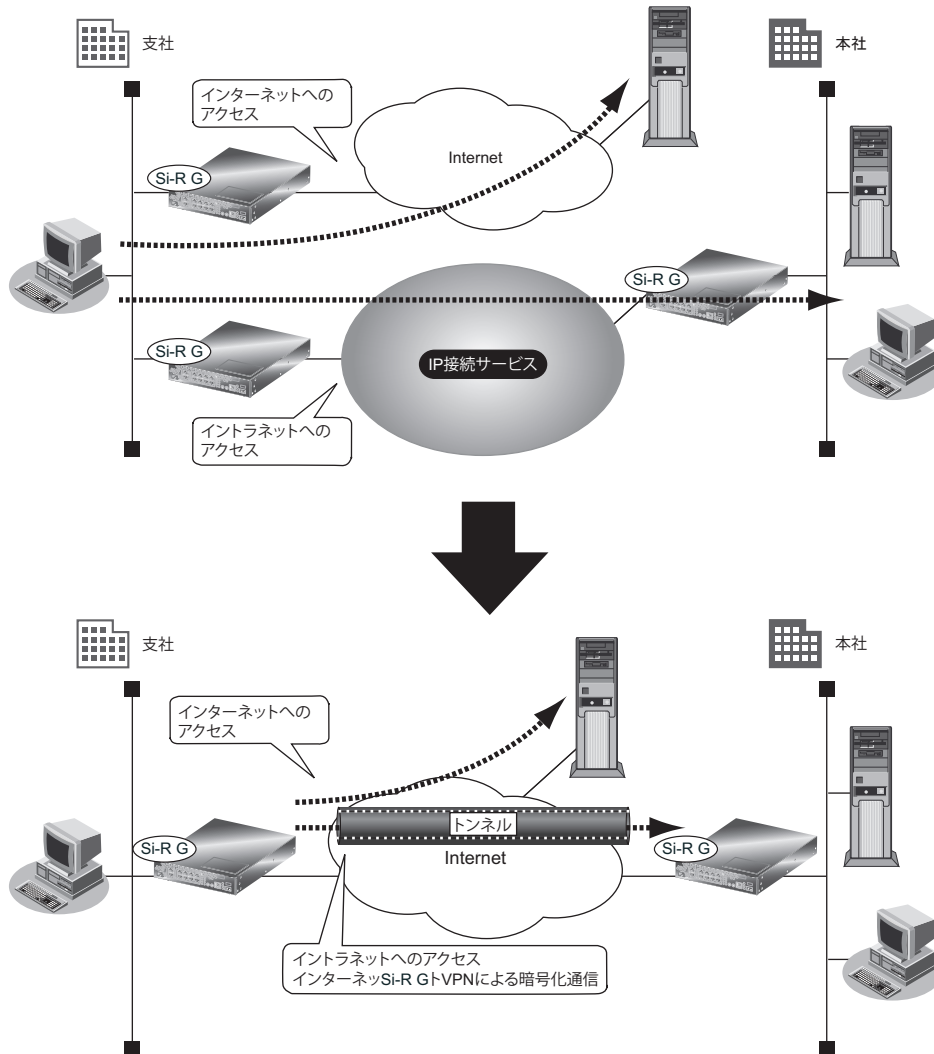 支社
本社
インターネットへの
アクセス
Internet
Si-R G
Si-R G
Si-R G
IP接続サービス
イントラネットへの
アクセス
支社
本社
インターネットへの
アクセス
トンネル
Si-R G
Si-R G
Internet
イントラネットへのアクセス
インターネッSi-R GトVPNによる暗号化通信